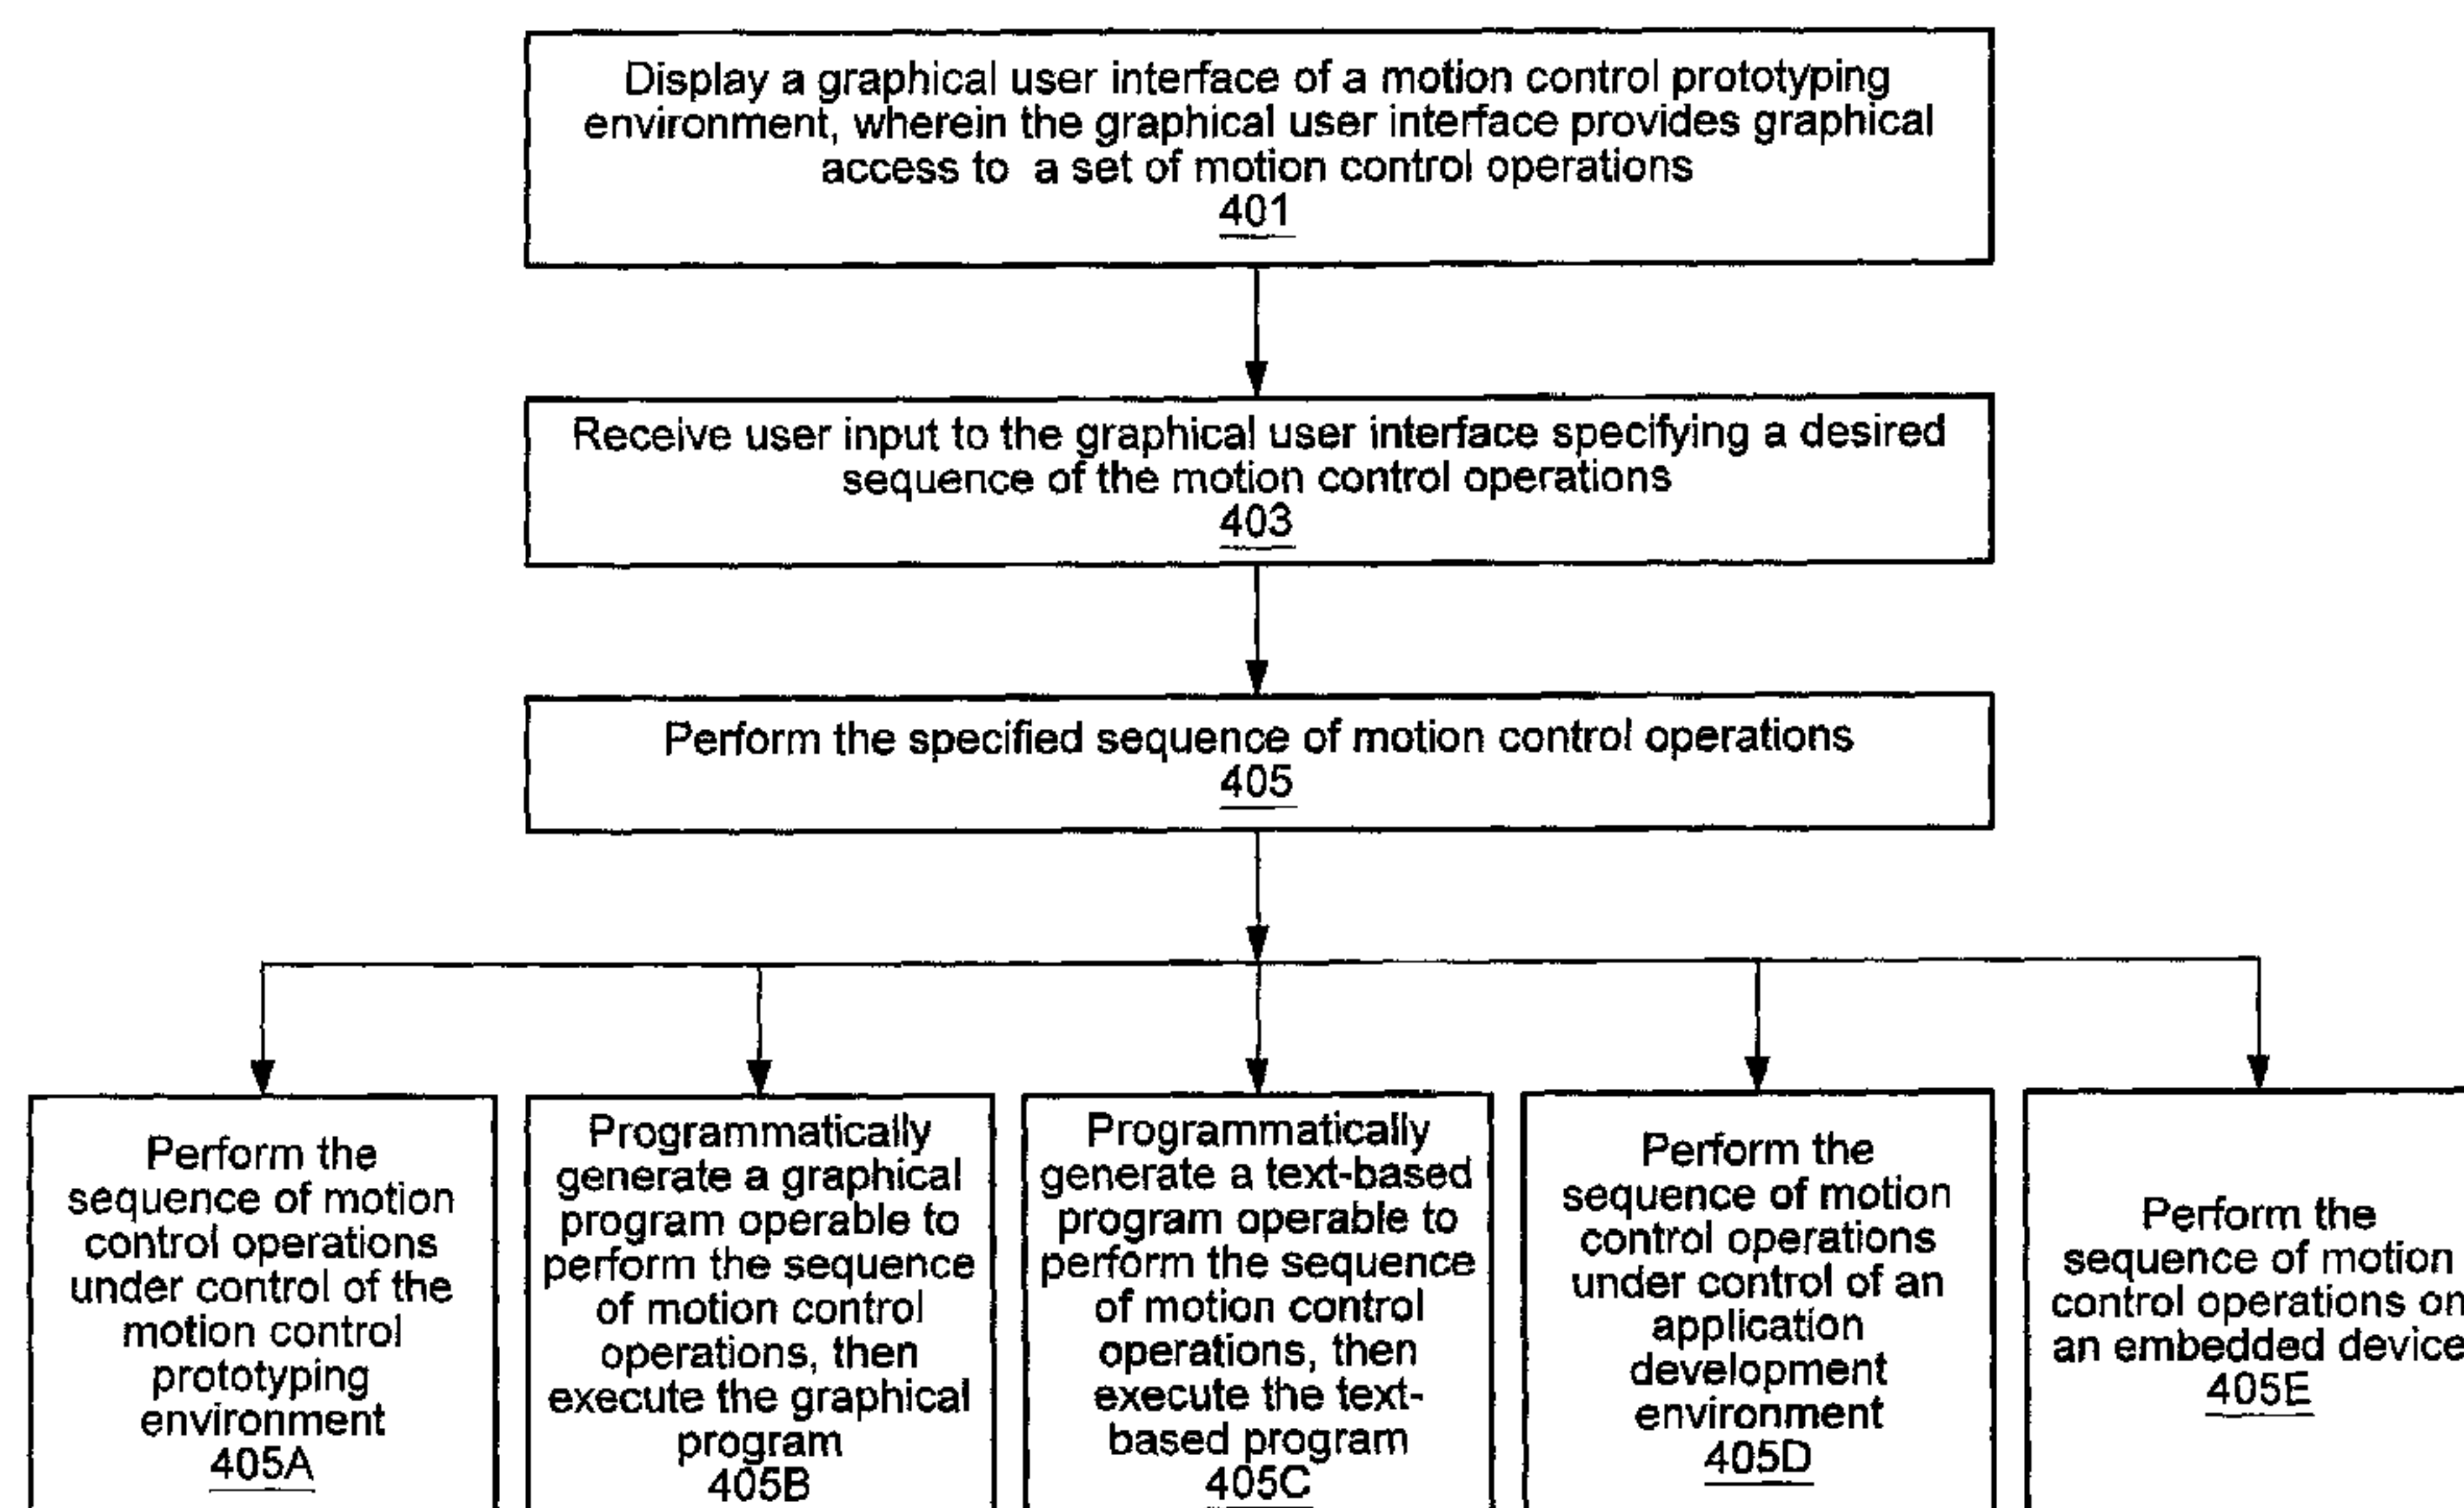 Display a graphical user interface of a motion control prototyping
environment, wherein the graphical user interface provides graphical
access to a set of motion control operations
401
Receive user input to the graphical user interface specifying a desired
sequence of the motion control operations
403
Perform the specified sequence of motion control operations
405
Perform the
sequence of motion
control operations
under control of the
motion control
prototyping
environment
405A
Programmatically
generate a graphical
program operable to
perform the sequence
of motion control
operations, then
execute the graphical
program
405B
Programmatically
generate a text-based
program operable to
perform the sequence
of motion control
operations, then
execute the text-
based program
405C
Perform the
sequence of motion
control operations
under control of an
application
development
environment
405D
Perform the
sequence of motion
control operations on
an embedded device
405E